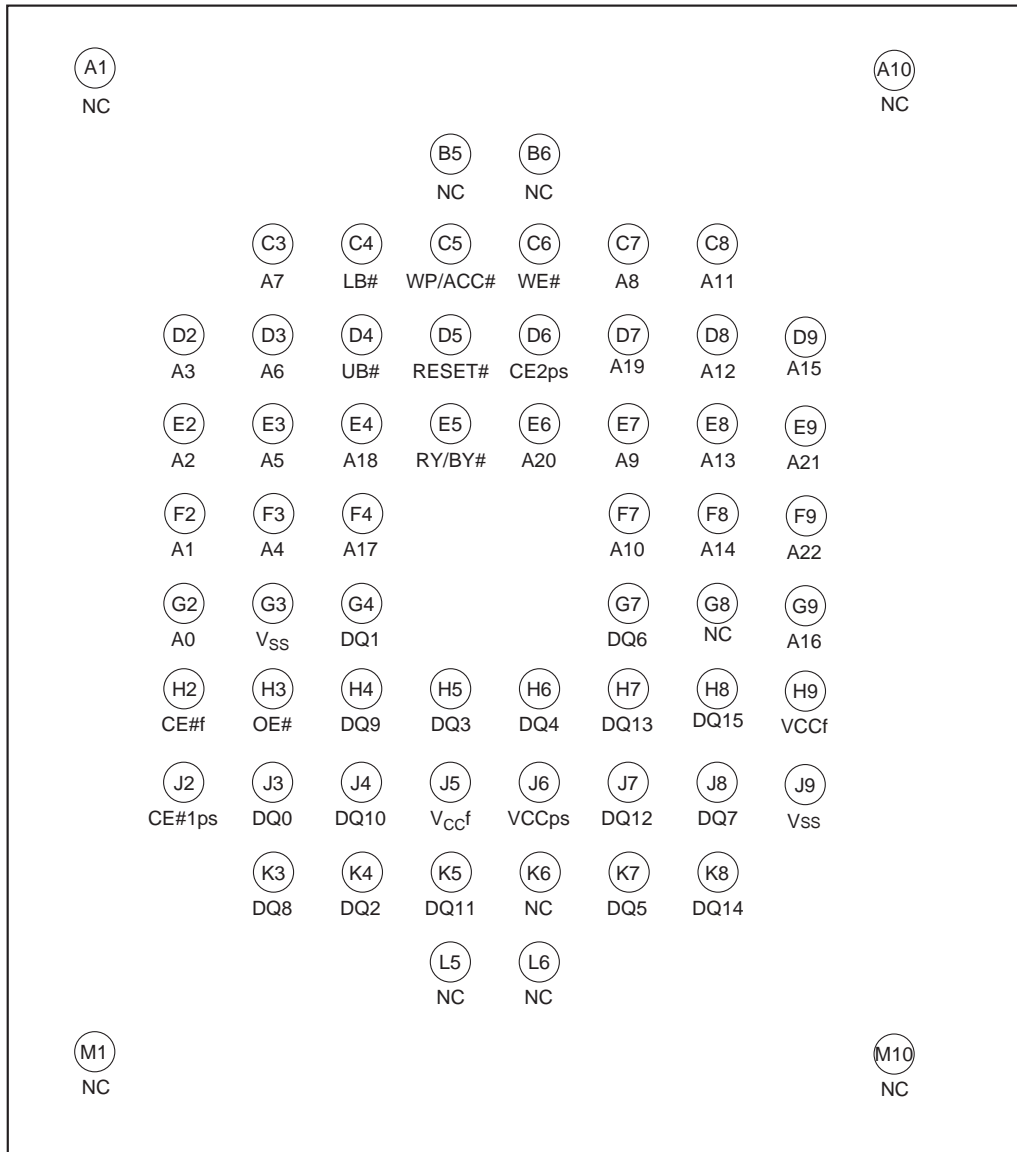 A1 A10
NC NC
B5 B6
NC NC
C3 C4 C5 C6 C7 C8
A7 LB# WP/ACC# WE# A8 A11
D2 D3 D4 D5 D6 D7 D8 D9
A3 A6 UB# RESET# CE2ps A19 A12 A15
E2 E3 E4 E5 E6 E7 E8 E9
A2 A5 A18 RY/BY# A20 A9 A13 A21
F2 F3 F4 F7 F8 F9
A1 A4 A17 A10 A14 A22
G2 G3 G4 G7 G8 G9
A0 VSS DQ1 DQ6 NC A16
H2 H3 H4 H5 H6 H7 H8 H9
CE#f OE# DQ9 DQ3 DQ4 DQ13 DQ15 VCCf
J2 J3 J4 J5 J6 J7 J8 J9
CE#1ps DQ0 DQ10 VCCf VCCps DQ12 DQ7 VSS
K3 K4 K5 K6 K7 K8
DQ8 DQ2 DQ11 NC DQ5 DQ14
L5 L6
NC NC
M1 M10
NC NC